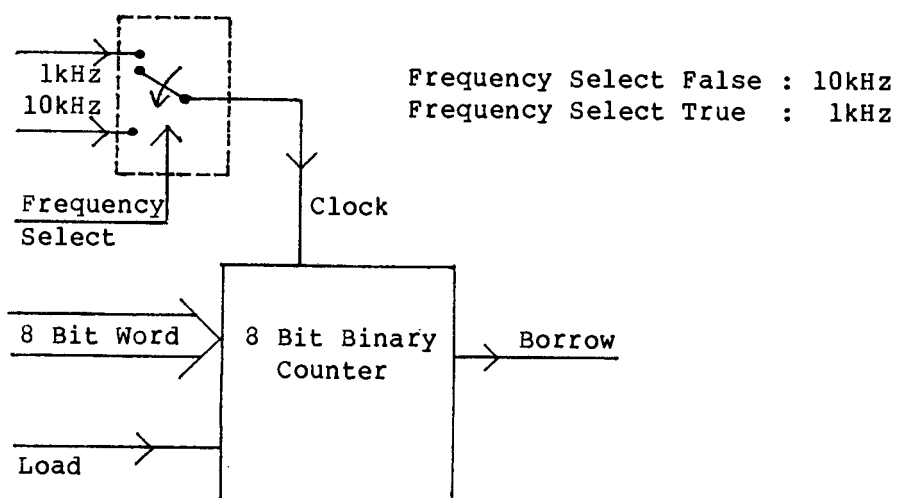 1kHz
10kHz
Frequency Select False : 10kHz
Frequency Select True : 1kHz
Frequency
Select
Clock
8 Bit Word
8 Bit Binary
Counter
Borrow
Load